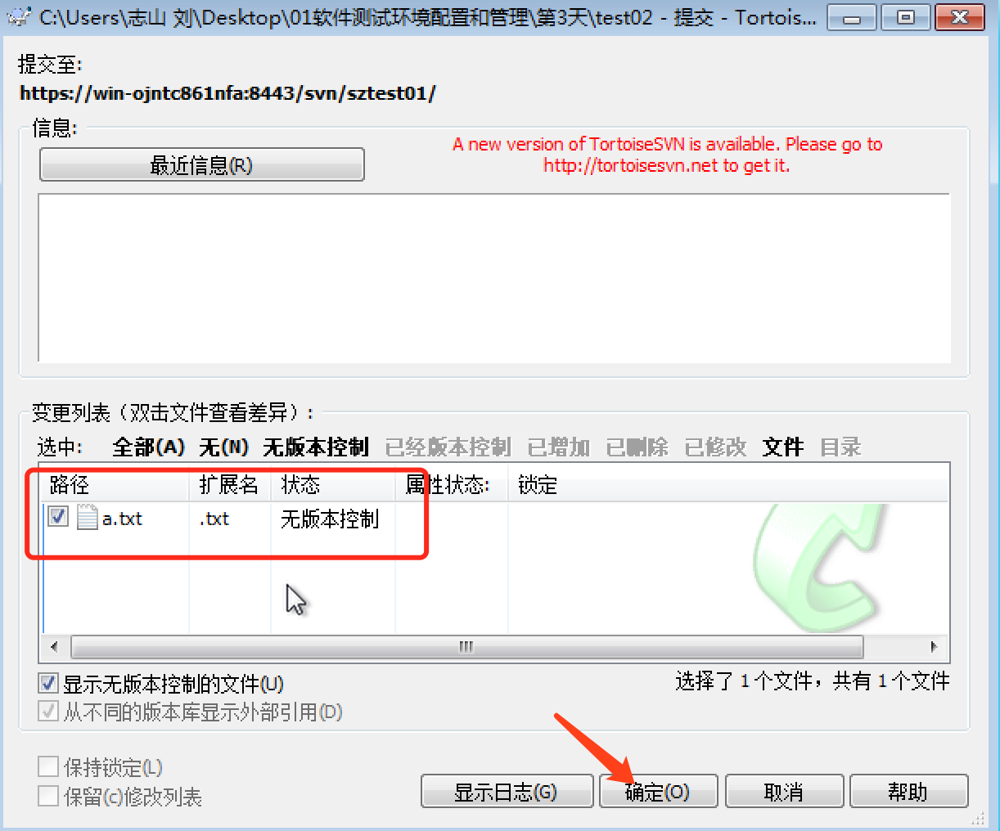 C:\Users\志山 刘\Desktop\01软件测试环境配置和管理\第3天\test02 - 提交 - Tortois...
提交至:
https://win-ojntc861nfa:8443/svn/sztest01/
信息:
最近信息(R)
A new version of TortoiseSVN is available. Please go to
http://tortoisesvn.net to get it.
变更列表（双击文件查看差异）:
选中: 全部(A) 无(N) 无版本控制 已经版本控制 已增加 已删除 已修改 文件 目录
路径 扩展名 状态 属性状态: 锁定
a.txt .txt 无版本控制
显示无版本控制的文件(U)
选择了 1 个文件，共有 1 个文件
从不同的版本库显示外部引用(D)
保持锁定(L)
保留(c)修改列表
显示日志(G) 确定(O) 取消 帮助